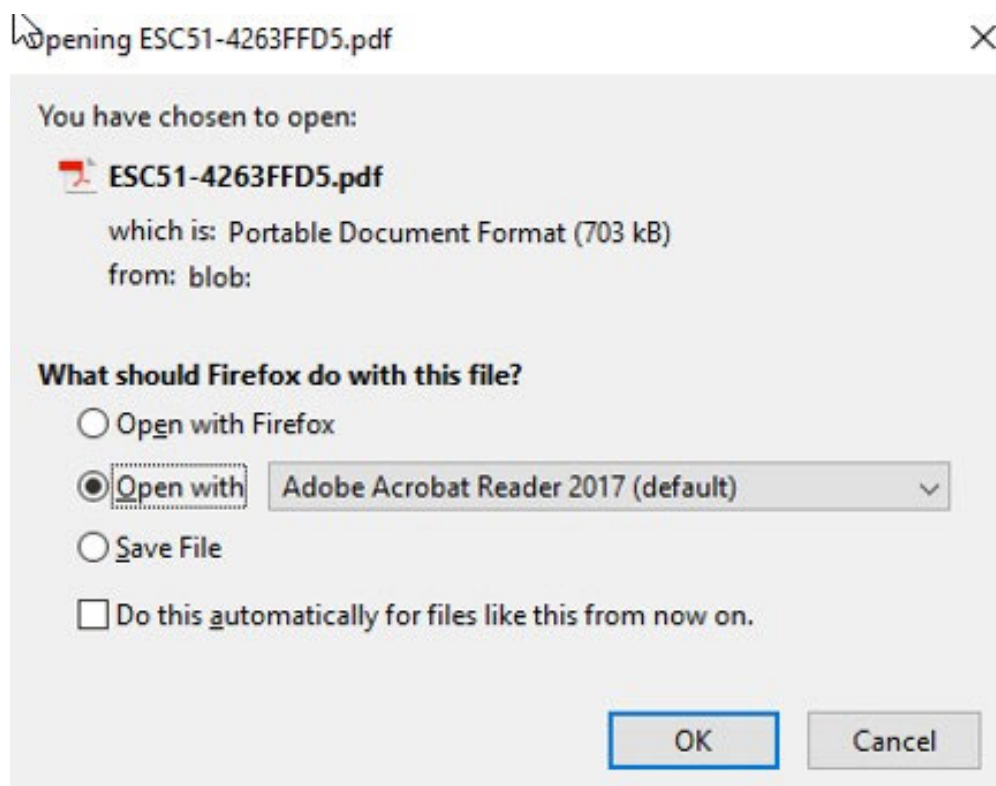 Opening ESC51-4263FFD5.pdf
You have chosen to open:
ESC51-4263FFD5.pdf
which is: Portable Document Format (703 kB)
from: blob:
What should Firefox do with this file?
Open with Firefox
Open with Adobe Acrobat Reader 2017 (default)
Save File
Do this automatically for files like this from now on.
OK Cancel